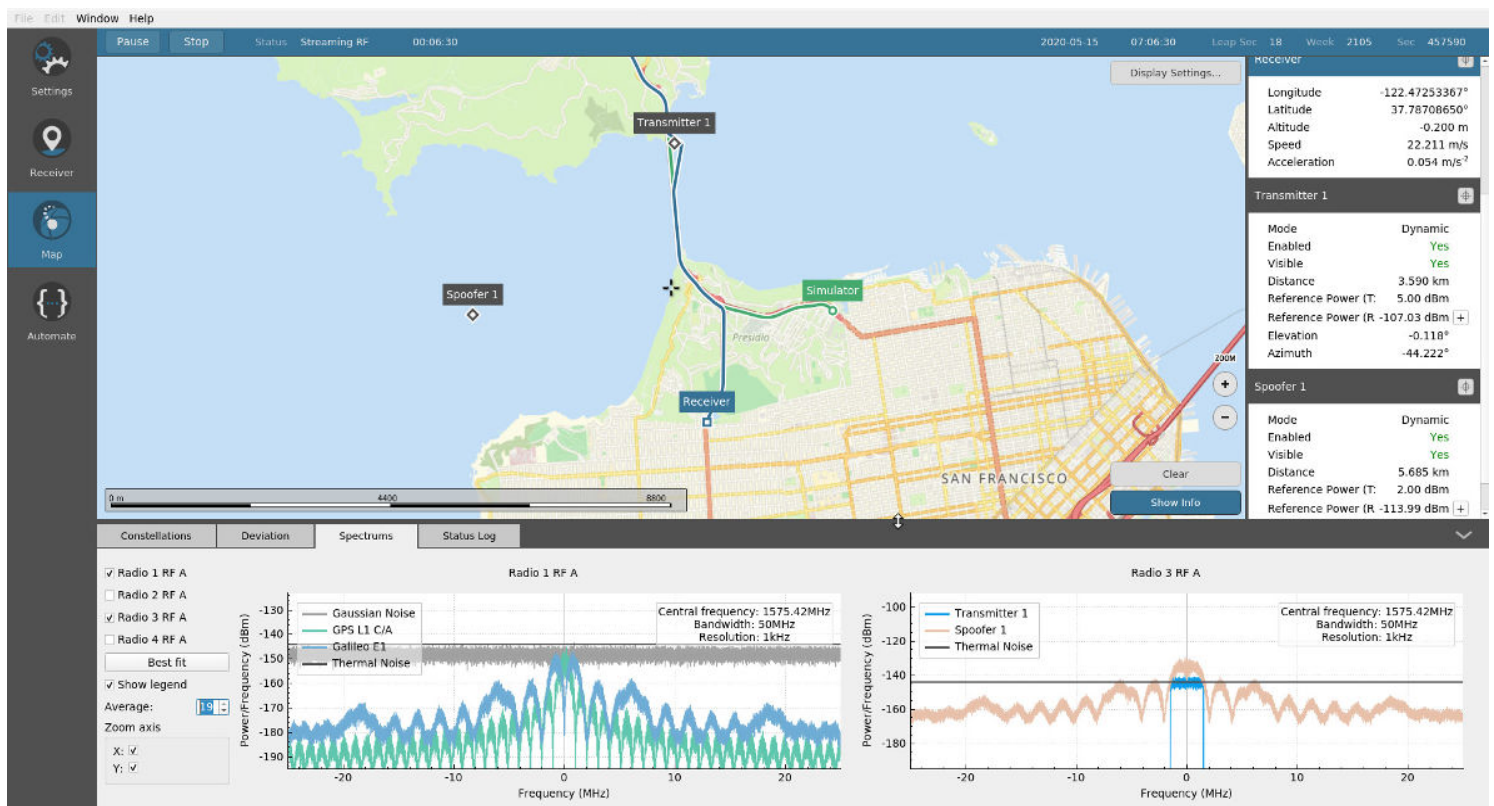 File Edit Window Help
Pause Stop Status Streaming RF 00:06:30 2020-05-15 07:06:30 Leap Sec 18 Week 2105 Sec 457590
Settings
Receiver
Map
Automate
Display Settings...
Transmitter 1
Spoofer 1
Simulator
Presidio
Receiver
SAN FRANCISCO
ZOOM
+
−
Clear
Show Info
0 m 4400 8800
Receiver
Longitude -122.47253367°
Latitude 37.78708650°
Altitude -0.200 m
Speed 22.211 m/s
Acceleration 0.054 m/s²
Transmitter 1
Mode Dynamic
Enabled Yes
Visible Yes
Distance 3.590 km
Reference Power (T: 5.00 dBm
Reference Power (R -107.03 dBm +
Elevation -0.118°
Azimuth -44.222°
Spoofer 1
Mode Dynamic
Enabled Yes
Visible Yes
Distance 5.685 km
Reference Power (T: 2.00 dBm
Reference Power (R -113.99 dBm +
Constellations Deviation Spectrums Status Log
Radio 1 RF A
Radio 2 RF A
Radio 3 RF A
Radio 4 RF A
Best fit
Show legend
Average: 19
Zoom axis
X:
Y:
Radio 1 RF A
Power/Frequency (dBm)
-130
-140
-150
-160
-170
-180
-190
Gaussian Noise
GPS L1 C/A
Galileo E1
Thermal Noise
Central frequency: 1575.42MHz
Bandwidth: 50MHz
Resolution: 1kHz
-20 -10 0 10 20
Frequency (MHz)
Radio 3 RF A
Power/Frequency (dBm)
-100
-120
-140
-160
-180
Transmitter 1
Spoofer 1
Thermal Noise
Central frequency: 1575.42MHz
Bandwidth: 50MHz
Resolution: 1kHz
-20 -10 0 10 20
Frequency (MHz)